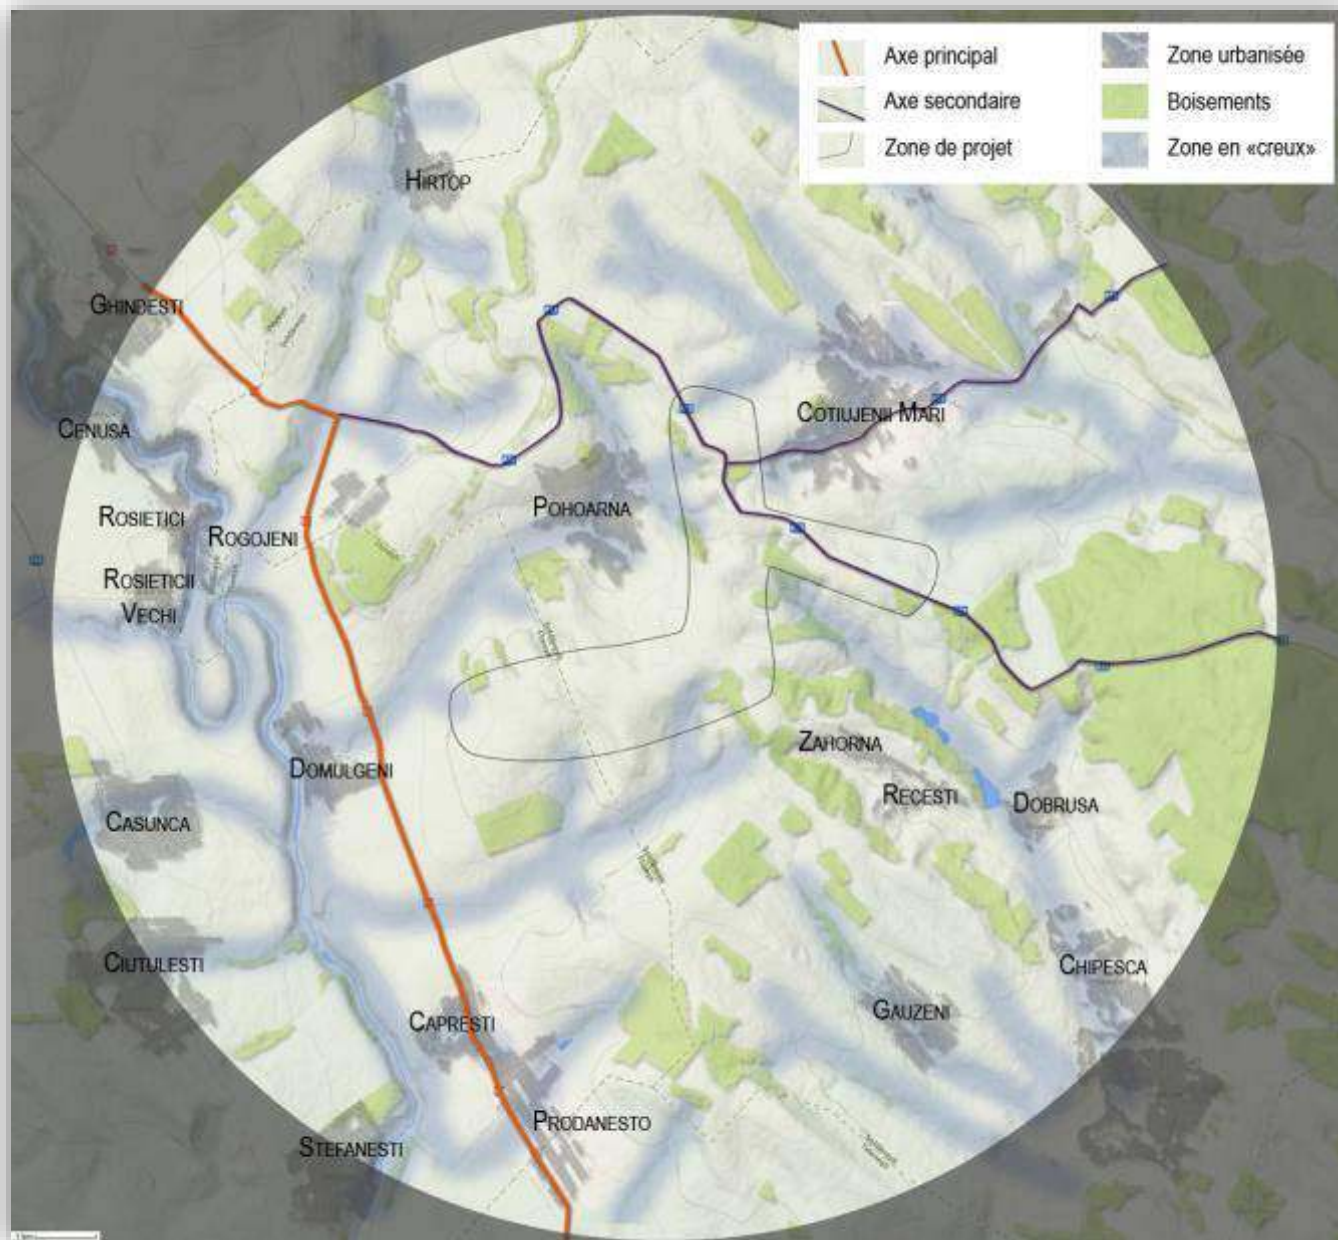 Axe principal
Zone urbanisée
Axe secondaire
Boisements
Zone de projet
Zone en «creux»
HIRTOP
GHINDESTI
COTIUJENII MARI
CENUSA
POHOARNA
ROSIETICI
ROGOJENI
ROSIETICII
VECHI
ZAHORNA
DOMULGENI
RECESTI
DOBRUSA
CASUNCA
CIUTULESTI
CHIPESCA
GAUZENI
CAPRESTI
PRODANESTO
STEFANESTI